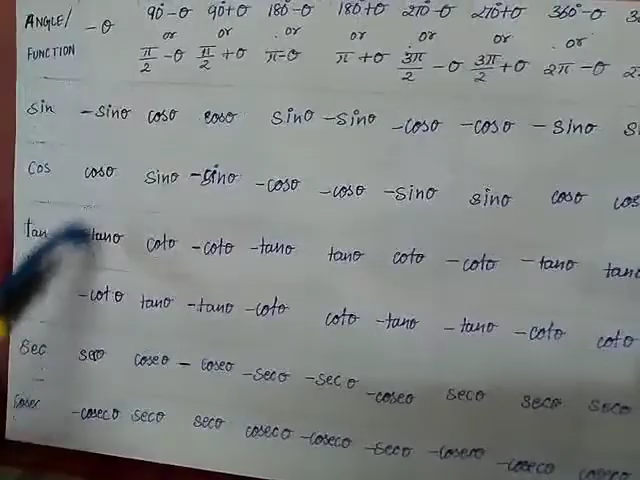 ANGLE/ -θ 90°-θ 90°+θ 180°-θ 180°+θ 270°-θ 270°+θ 360°-θ
or or or or or or or
FUNCTION π/2 -θ π/2 +θ π-θ π+θ 3π/2 -θ 3π/2 +θ 2π-θ
sin -sinθ cosθ cosθ sinθ -sinθ -cosθ -cosθ -sinθ
cos cosθ sinθ -sinθ -cosθ -cosθ -sinθ sinθ cosθ cos
tan -tanθ cotθ -cotθ -tanθ tanθ cotθ -cotθ -tanθ tanθ
-cotθ tanθ -tanθ -cotθ cotθ -tanθ -tanθ -cotθ cotθ
sec secθ cosecθ -cosecθ -secθ -secθ -cosecθ secθ secθ secθ
cosec -cosecθ secθ secθ cosecθ -cosecθ -secθ -cosecθ -cosecθ cosecθ